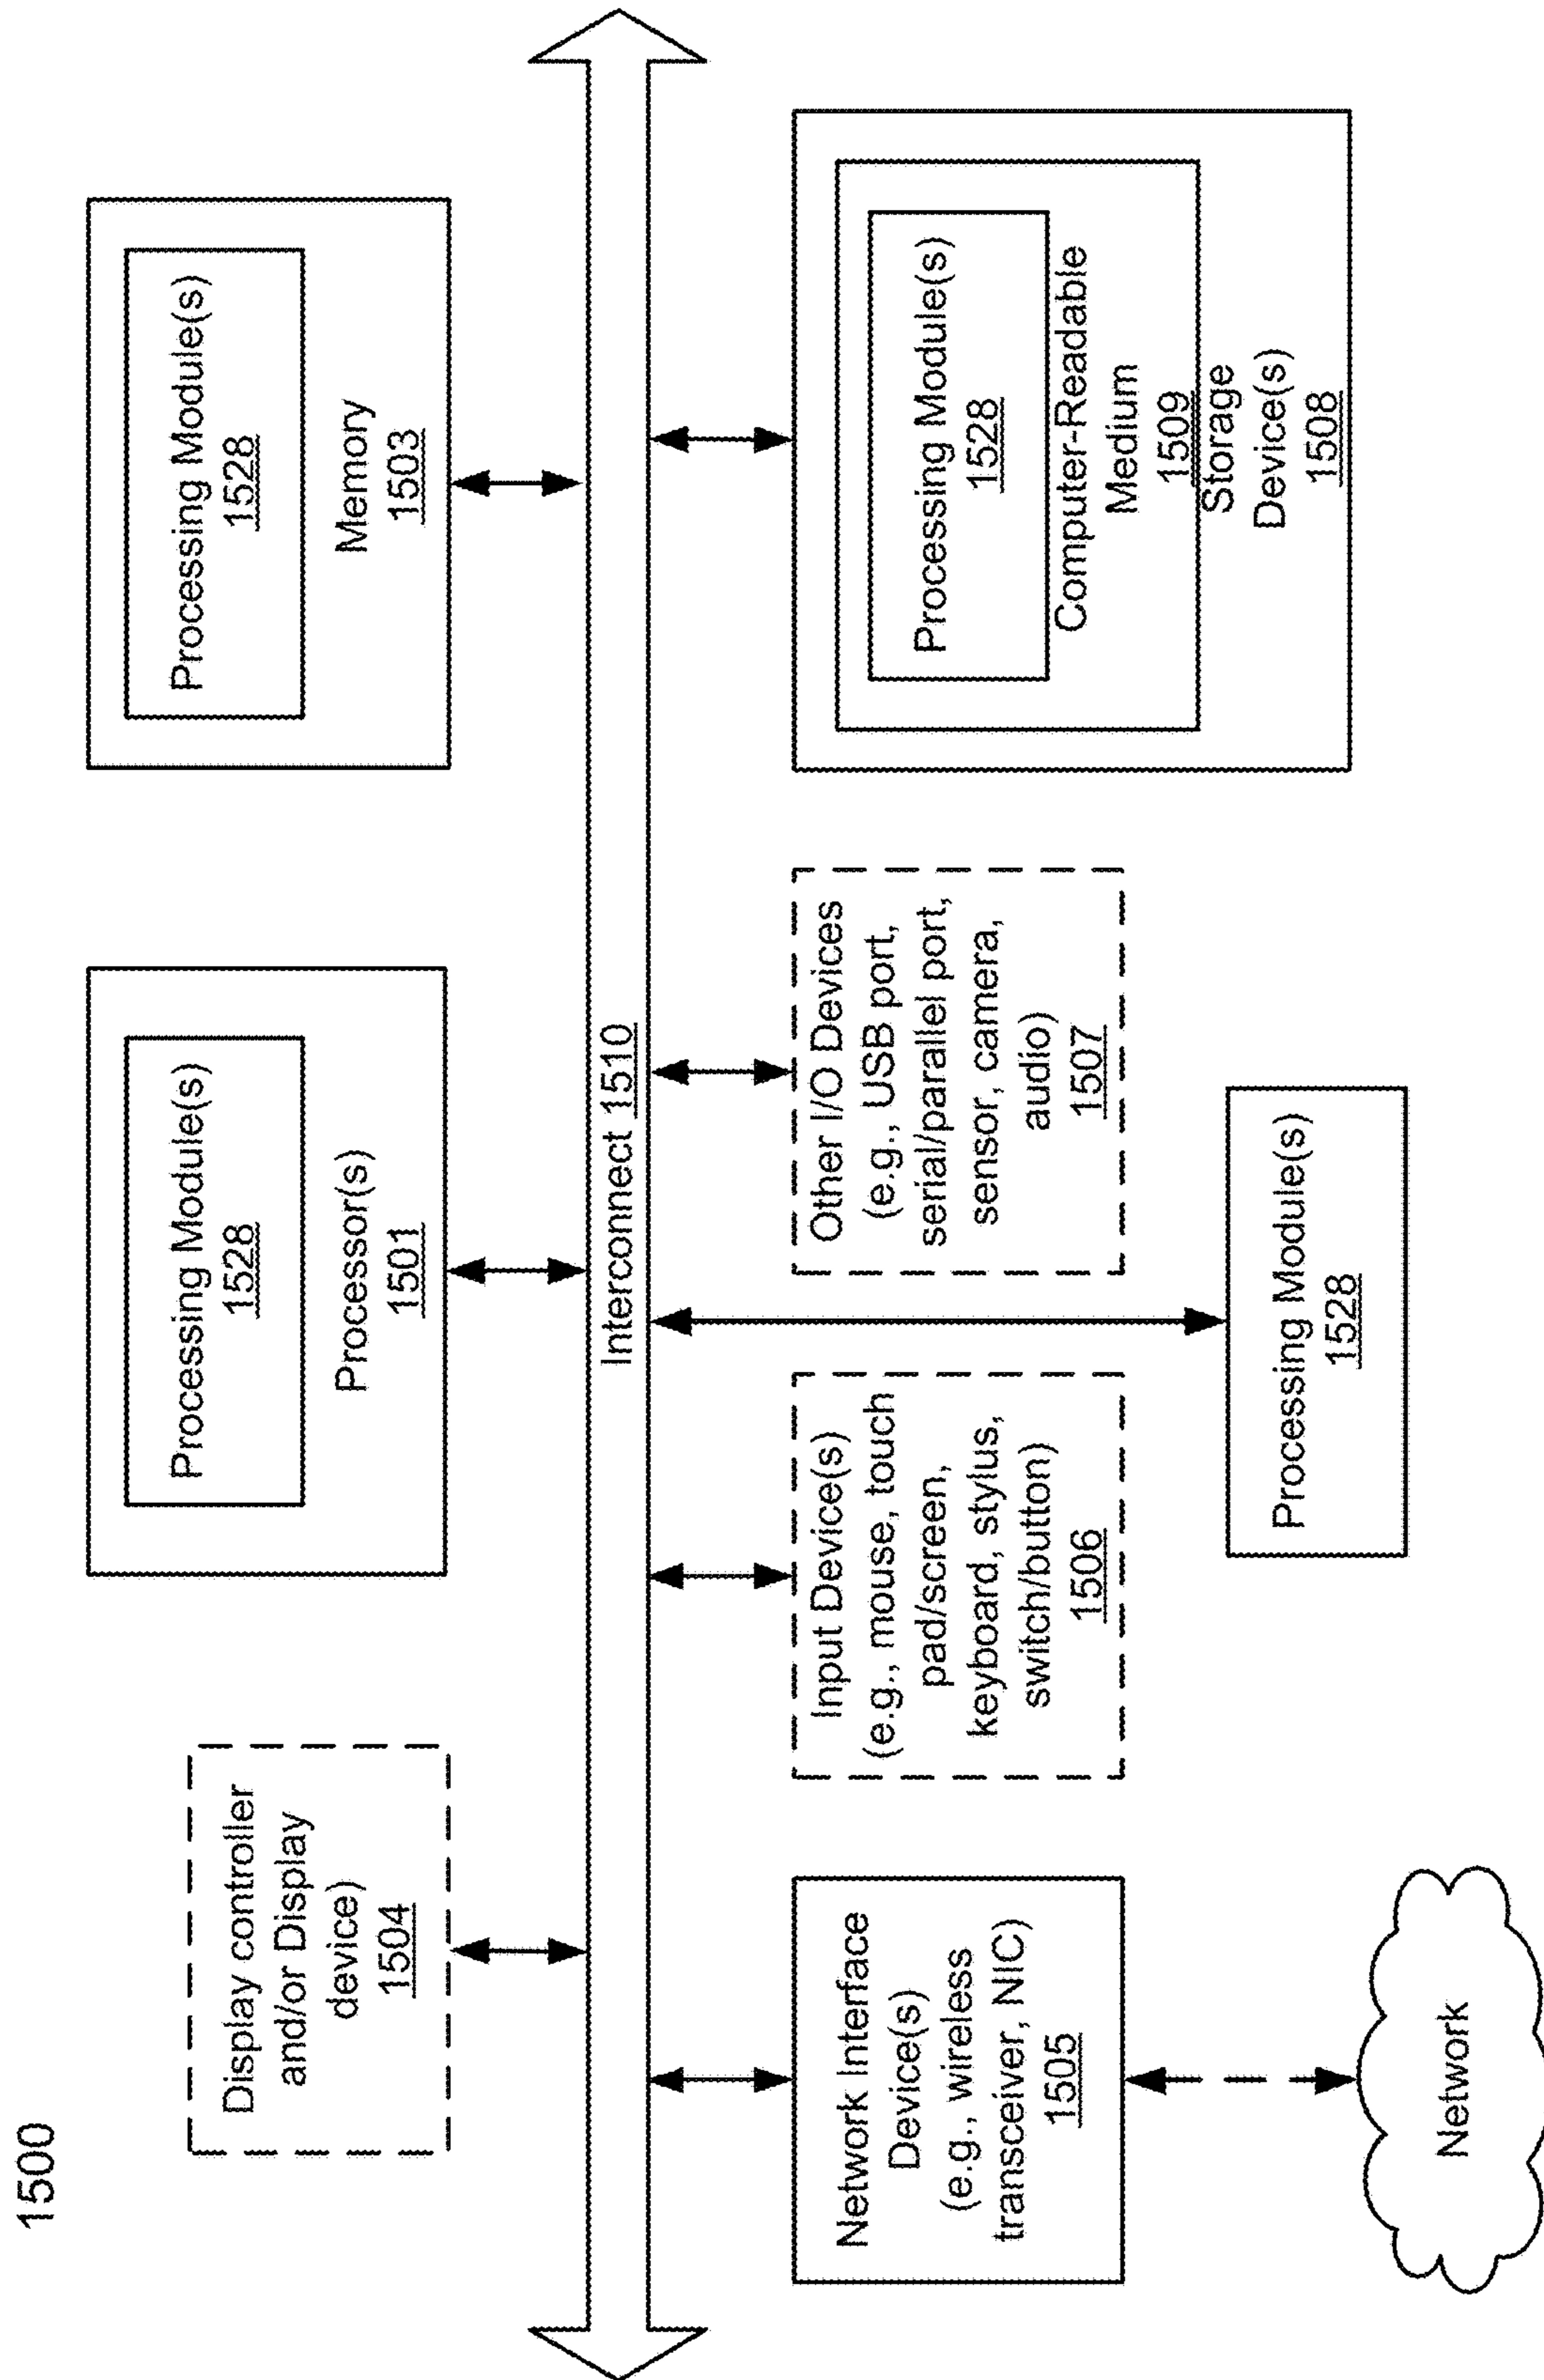 1500
Display controller
and/or Display
device)
1504
Processing Module(s)
1528
Processor(s)
1501
Processing Module(s)
1528
Memory
1503
Interconnect 1510
Network Interface
Device(s)
(e.g., wireless
transceiver, NIC)
1505
Input Device(s)
(e.g., mouse, touch
pad/screen,
keyboard, stylus,
switch/button)
1506
Other I/O Devices
(e.g., USB port,
serial/parallel port,
sensor, camera,
audio)
1507
Processing Module(s)
1528
Computer-Readable
Medium
1509
Storage
Device(s)
1508
Processing Module(s)
1528
Network